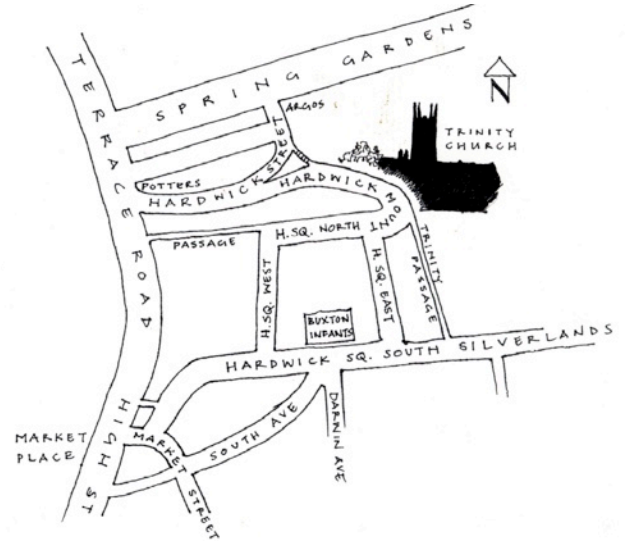 SPRING GARDENS
TERRACE ROAD
ARGOS
N
TRINITY
CHURCH
POTTERS
HARDWICK STREET
HARDWICK MOUNT
PASSAGE
H. SQ. NORTH
TRINITY PASSAGE
H. SQ. WEST
H. SQ. EAST
BUXTON
INFANTS
HARDWICK SQ. SOUTH
SILVERLANDS
HIGH ST
MARKET
PLACE
MARKET STREET
SOUTH AVE
DARWIN AVE